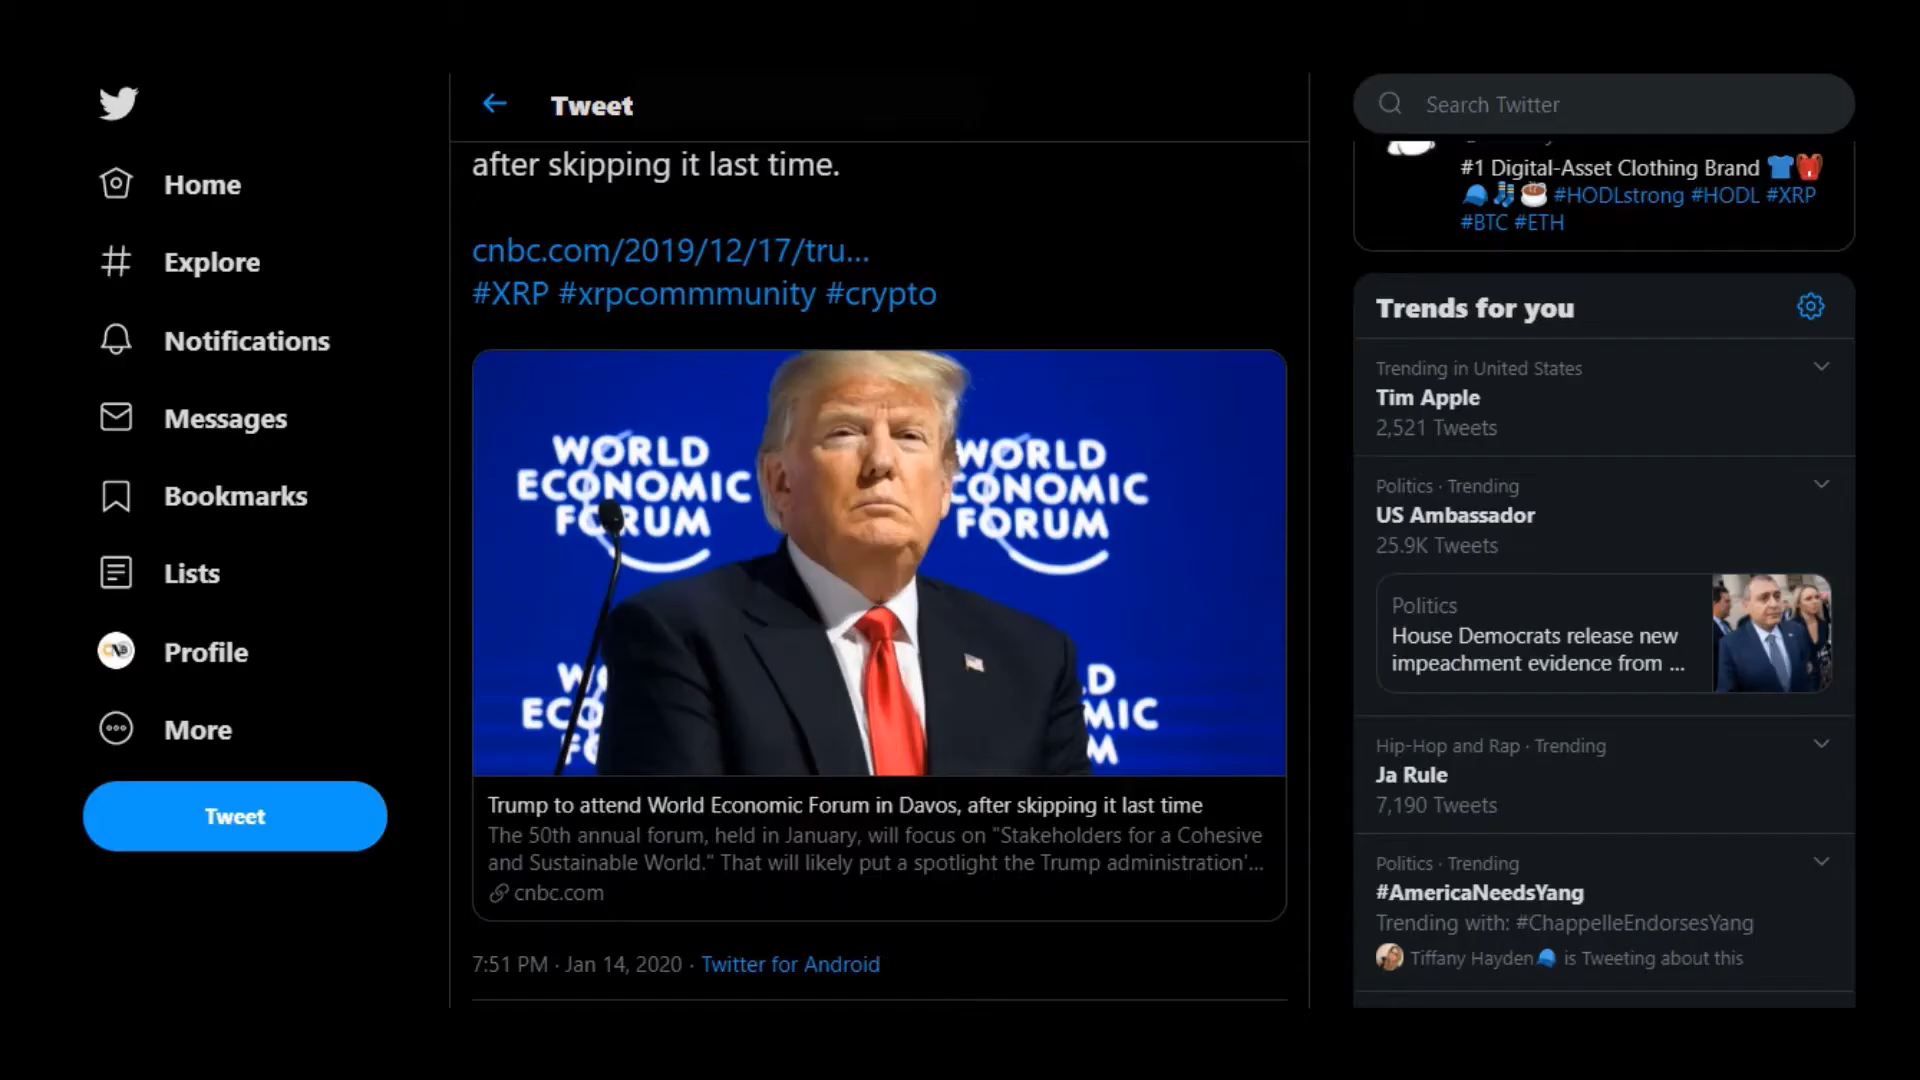 Home
Explore
Notifications
Messages
Bookmarks
Lists
Profile
More
Tweet
Tweet
after skipping it last time.
cnbc.com/2019/12/17/tru...
#XRP #xrpcommmunity #crypto
WORLD
ECONOMIC
FORUM
WORLD
CONOMIC
FORUM
Trump to attend World Economic Forum in Davos, after skipping it last time
The 50th annual forum, held in January, will focus on "Stakeholders for a Cohesive
and Sustainable World." That will likely put a spotlight the Trump administration'...
cnbc.com
7:51 PM · Jan 14, 2020 · Twitter for Android
Search Twitter
#1 Digital-Asset Clothing Brand
#HODLstrong #HODL #XRP
#BTC #ETH
Trends for you
Trending in United States
Tim Apple
2,521 Tweets
Politics · Trending
US Ambassador
25.9K Tweets
Politics
House Democrats release new
impeachment evidence from ...
Hip-Hop and Rap · Trending
Ja Rule
7,190 Tweets
Politics · Trending
#AmericaNeedsYang
Trending with: #ChappelleEndorsesYang
Tiffany Hayden is Tweeting about this